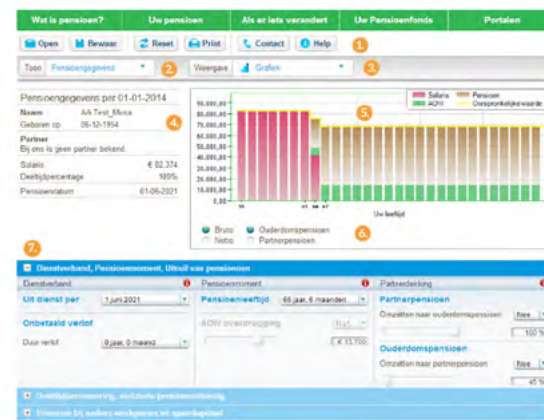 Wat is pensioen? Uw pensioen Als er iets verandert Uw Pensioenfonds Portalen
Open Bewaar Reset Print Contact Help 1.
Toon Pensioengegevens 2. Weergave Grafiek 3.
Pensioengegevens per 01-01-2014
Naam AA Test_Mesa
Geboren op 06-12-1954 4.
Partner
Bij ons is geen partner bekend.
Salaris € 82.374
Deeltijdpercentage 100%
Pensioendatum 01-06-2021
Salaris Pensioen
AOW Oorspronkelijke waarde
5.
90.000,00
80.000,00
70.000,00
60.000,00
50.000,00
40.000,00
30.000,00
20.000,00
10.000,00
0,00
66 67
Uw leeftijd
Bruto Ouderdomspensioen
Netto Partnerpensioen
6.
7.
Dienstverband, Pensioenmoment, Uitruil van pensioenen
Dienstverband Pensioenmoment Partnerdekking
Uit dienst per 1 juni 2021 Pensioenleeftijd 66 jaar, 6 maanden Partnerpensioen
Omzetten naar ouderdomspensioen Nee
Onbetaald verlof AOW overbrugging
100 %
Duur verlof 0 jaar, 0 maand € 13.700
Ouderdomspensioen
Omzetten naar partnerpensioen Nee
45 %